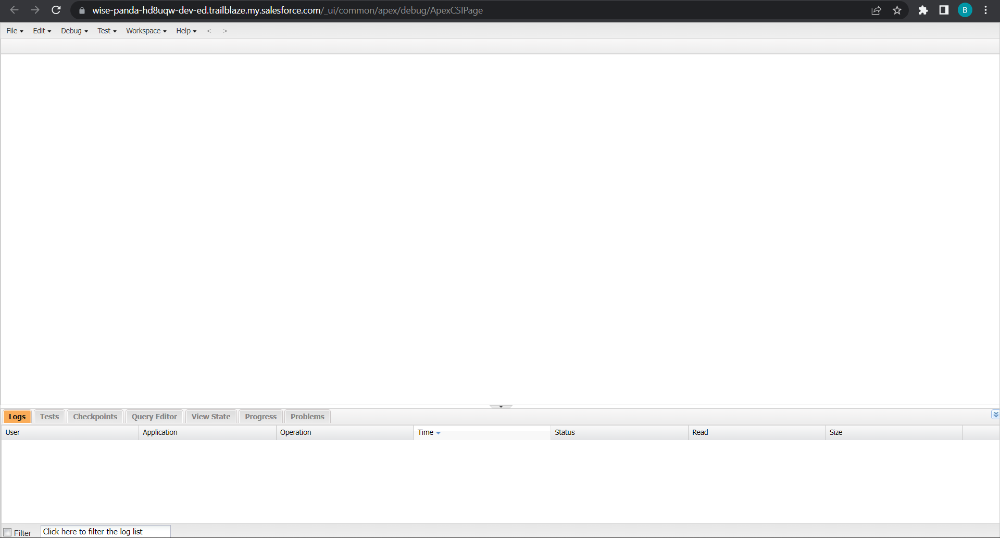 wise-panda-hd8uqw-dev-ed.trailblaze.my.salesforce.com/_ui/common/apex/debug/ApexCSIPage
B
File Edit Debug Test Workspace Help < >
Logs Tests Checkpoints Query Editor View State Progress Problems
User Application Operation Time Status Read Size
Filter Click here to filter the log list